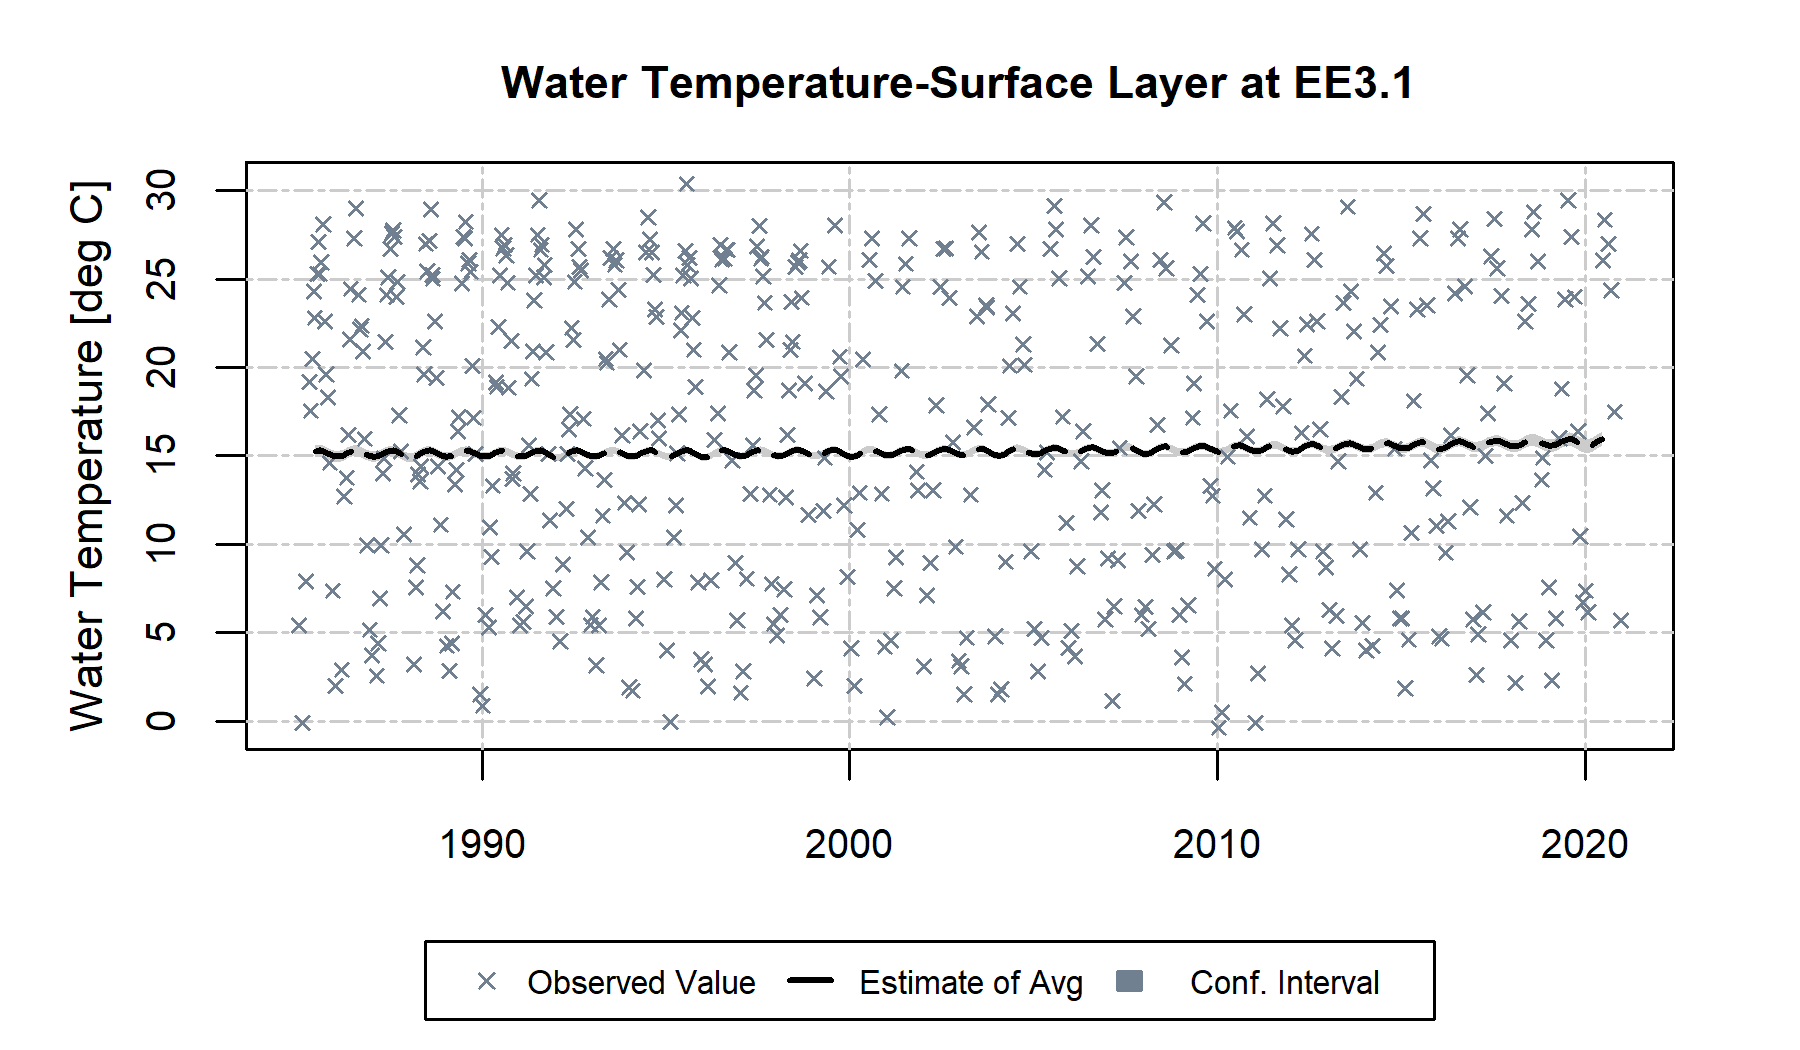 Water Temperature-Surface Layer at EE3.1
Water Temperature [deg C]
30
25
20
15
10
5
0
1990 2000 2010 2020
Observed Value Estimate of Avg Conf. Interval